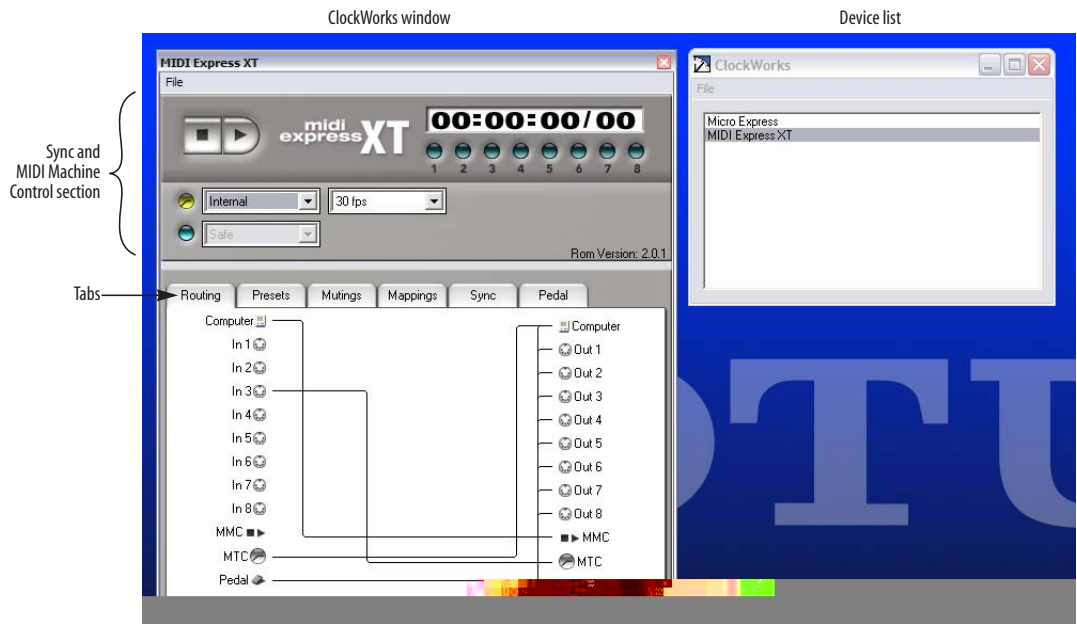 ClockWorks window
Device list
MIDI Express XT
File
midi express XT
00:00:00/00
1 2 3 4 5 6 7 8
Internal
30 fps
Safe
Rom Version: 2.0.1
Sync and
MIDI Machine
Control section
Tabs
Routing Presets Mutings Mappings Sync Pedal
Computer
In 1
In 2
In 3
In 4
In 5
In 6
In 7
In 8
MMC
MTC
Pedal
Computer
Out 1
Out 2
Out 3
Out 4
Out 5
Out 6
Out 7
Out 8
MMC
MTC
ClockWorks
File
Micro Express
MIDI Express XT
OTU